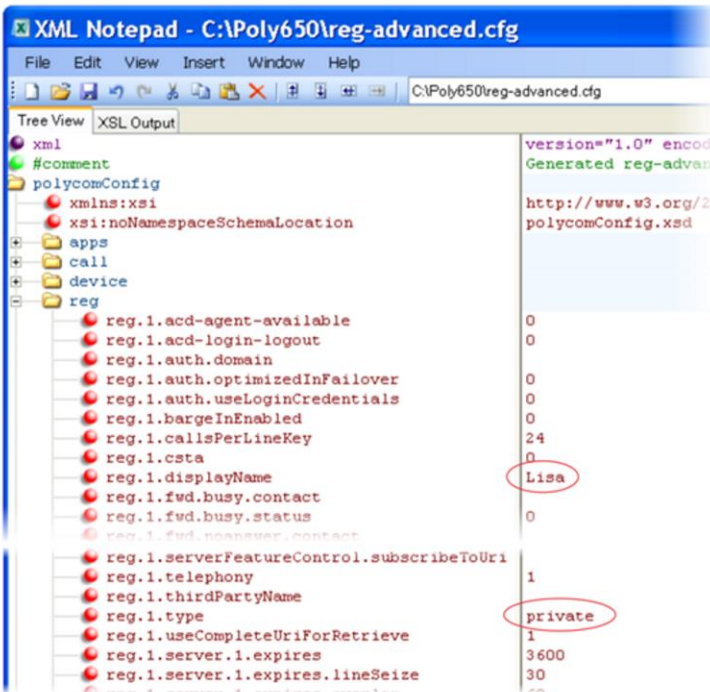 XML Notepad - C:\Poly650\reg-advanced.cfg
File Edit View Insert Window Help
C:\Poly650\reg-advanced.cfg
Tree View XSL Output
xml version="1.0" encod
#comment Generated reg-advan
polycomConfig
xmlns:xsi http://www.w3.org/2
xsi:noNamespaceSchemaLocation polycomConfig.xsd
apps
call
device
reg
reg.1.acd-agent-available 0
reg.1.acd-login-logout 0
reg.1.auth.domain
reg.1.auth.optimizedInFailover 0
reg.1.auth.useLoginCredentials 0
reg.1.bargeInEnabled 0
reg.1.callsPerLineKey 24
reg.1.csta 0
reg.1.displayName Lisa
reg.1.fwd.busy.contact
reg.1.fwd.busy.status 0
reg.1.fwd.noanswer.contact
reg.1.serverFeatureControl.subscribeToUri
reg.1.telephony 1
reg.1.thirdPartyName
reg.1.type private
reg.1.useCompleteUriForRetrieve 1
reg.1.server.1.expires 3600
reg.1.server.1.expires.lineSeize 30